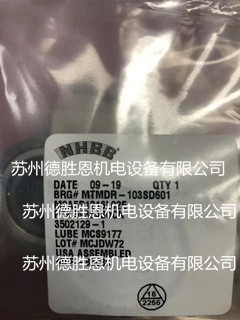 NHBB
苏州德胜恩机电设备有限公司
DATE 09-19 QTY 1
BRG# MTMDR-103SD601
苏州德胜恩机电设备有限公司
3502129-1
LUBE MCS9177
LOT# MCJDW72
USA ASSEMBLED
苏州德胜恩机电设备有限公司
16
2266